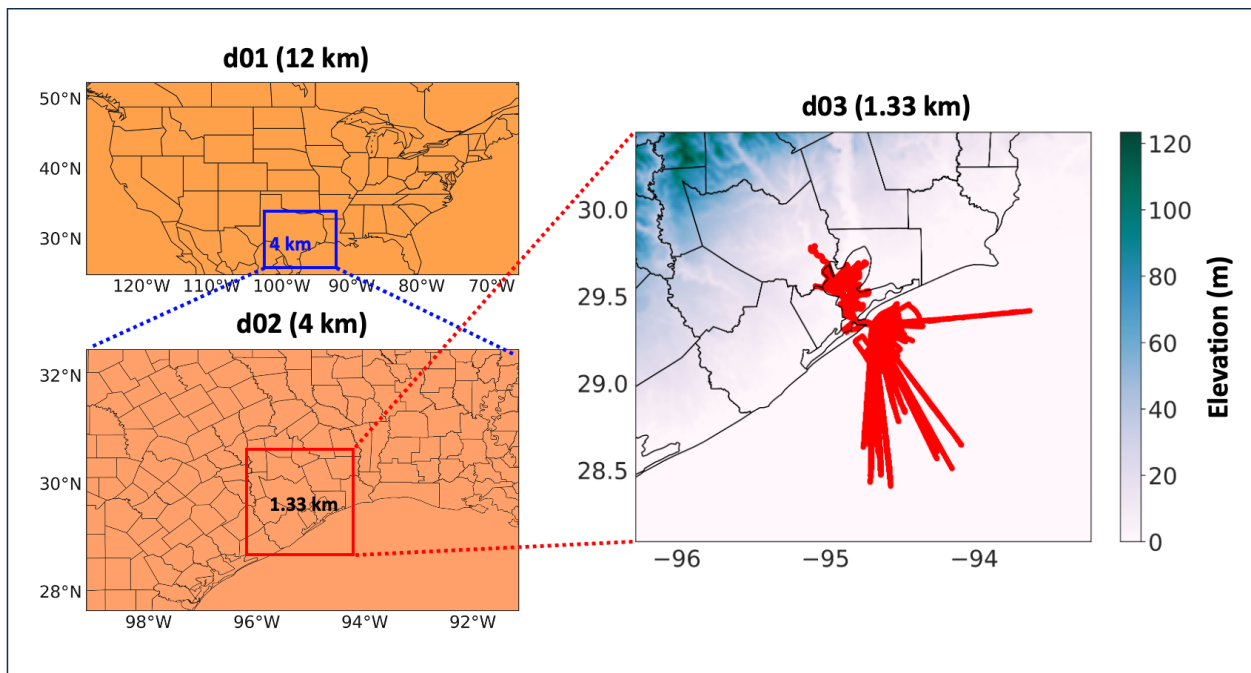 d01 (12 km)
50°N
40°N
30°N
4 km
120°W
110°W
100°W
90°W
80°W
70°W
d02 (4 km)
32°N
30°N
28°N
1.33 km
98°W
96°W
94°W
92°W
d03 (1.33 km)
30.0
29.5
29.0
28.5
−96
−95
−94
120
100
80
60
40
20
0
Elevation (m)